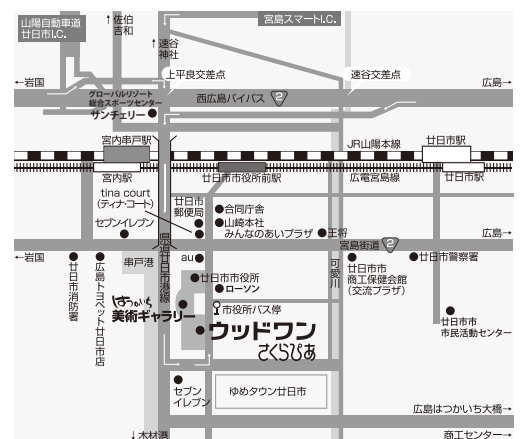 山陽自動車道
廿日市I.C.
↑佐伯
吉和
宮島スマートI.C.
↑速谷
神社
上平良交差点
速谷交差点
←岩国
広島→
グローバルリゾート
総合スポーツセンター
サンチェリー
西広島バイパス
2
宮内串戸駅
JR山陽本線
廿日市駅
宮内駅
廿日市市役所前駅
広電宮島線
廿日市駅
tina court
(ティナ・コート)
廿日市
郵便局
合同庁舎
山崎本社
みんなのあいプラザ
セブンイレブン
王将
宮島街道
2
広島→
←岩国
串戸港
県道廿日市港線
au
可愛川
廿日市市
商工保健会館
(交流プラザ)
廿日市警察署
廿日市消防署
広島トヨペット廿日市店
廿日市市役所
ローソン
はつかいち
美術ギャラリー
市役所バス停
ウッドワン
さくらぴあ
廿日市市
市民活動センター
セブン
イレブン
ゆめタウン廿日市
広島はつかいち大橋→
↓木材港
商工センター→